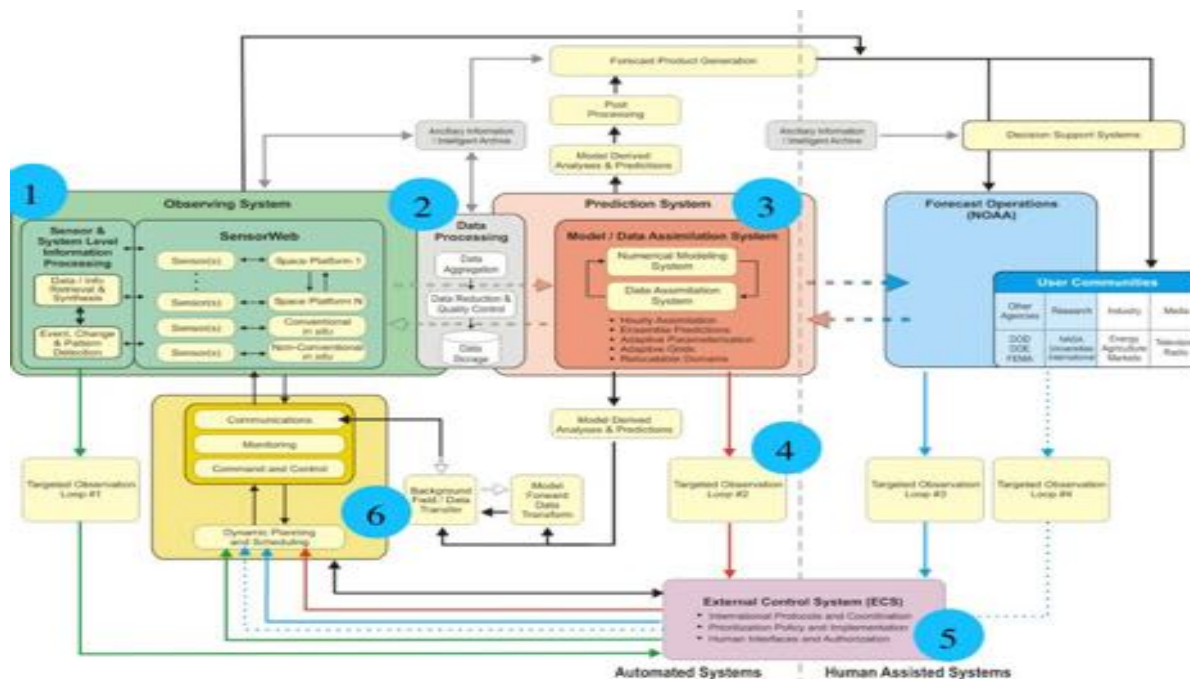 Forecast Product Generation
Post
Processing
Ancillary Information
/ Intelligent Archive
Model Derived
Analyses & Predictions
Ancillary Information
/ Intelligent Archive
Decision Support Systems
1
Observing System
Sensor &
System Level
Information
Processing
Data / Info
Retrieval &
Synthesis
Event, Change
& Pattern
Detection
SensorWeb
Sensor(s)
Space Platform 1
Sensor(s)
Space Platform N
Sensor(s)
Conventional
in situ
Sensor(s)
Non-Conventional
in situ
2
Data
Processing
Data
Aggregation
Data Reduction &
Quality Control
Data
Storage
Prediction System
3
Model / Data Assimilation System
Numerical Modeling
System
Data Assimilation
System
• Hourly Assimilation
• Ensemble Predictions
• Adaptive Parameterization
• Adaptive Grids
• Relocatable Domains
Forecast Operations
(NOAA)
User Communities
Other
Agencies
Research
Industry
Media
DOD
DOE
FEMA
NASA
Universities
International
Energy
Agriculture
Markets
Television
Radio
Communications
Monitoring
Command and Control
Dynamic Planning
and Scheduling
6
Targeted Observation
Loop #1
Background
Field / Data
Transfer
Model
Forward
Data
Transform
Model Derived
Analyses & Predictions
4
Targeted Observation
Loop #2
Targeted Observation
Loop #3
Targeted Observation
Loop #4
External Control System (ECS)
• International Protocols and Coordination
• Prioritization Policy and Implementation
• Human Interfaces and Authorization
5
Automated Systems
Human Assisted Systems